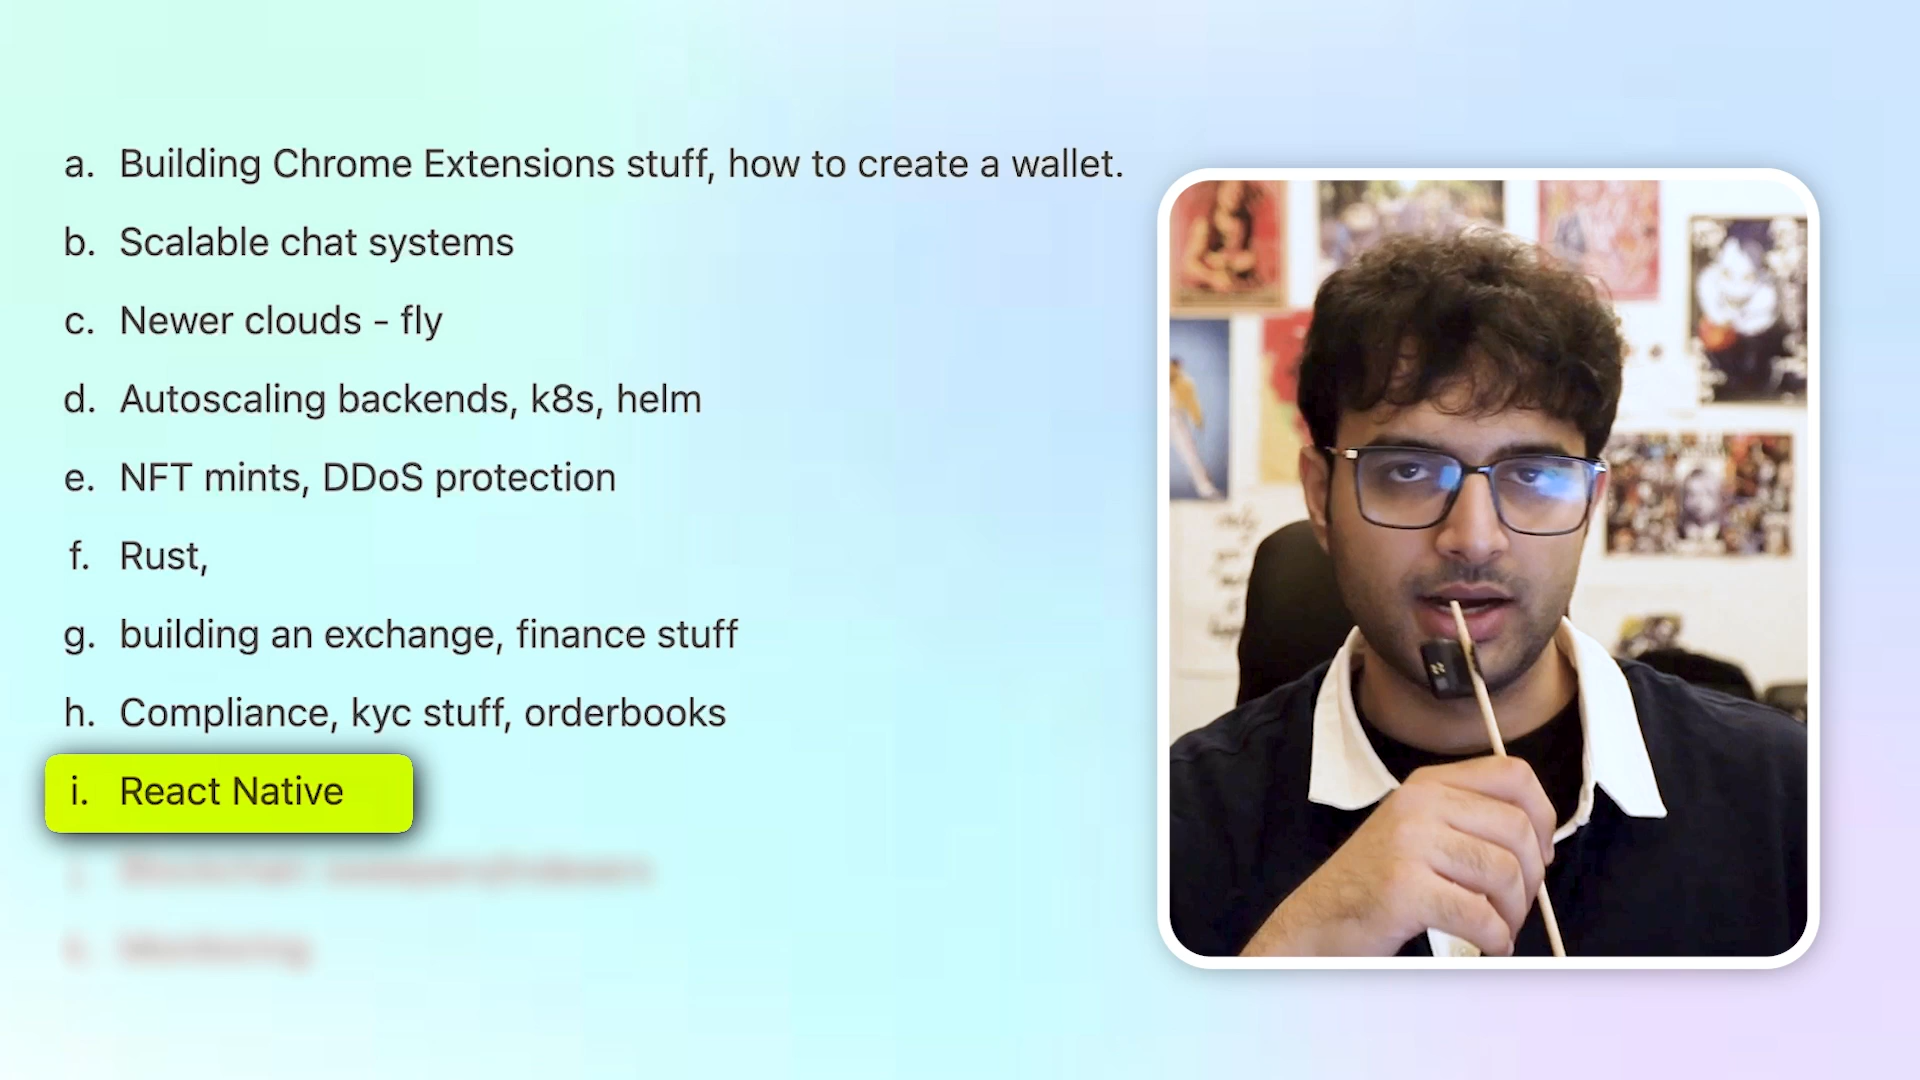 a. Building Chrome Extensions stuff, how to create a wallet.
b. Scalable chat systems
c. Newer clouds - fly
d. Autoscaling backends, k8s, helm
e. NFT mints, DDoS protection
f. Rust,
g. building an exchange, finance stuff
h. Compliance, kyc stuff, orderbooks
i. React Native